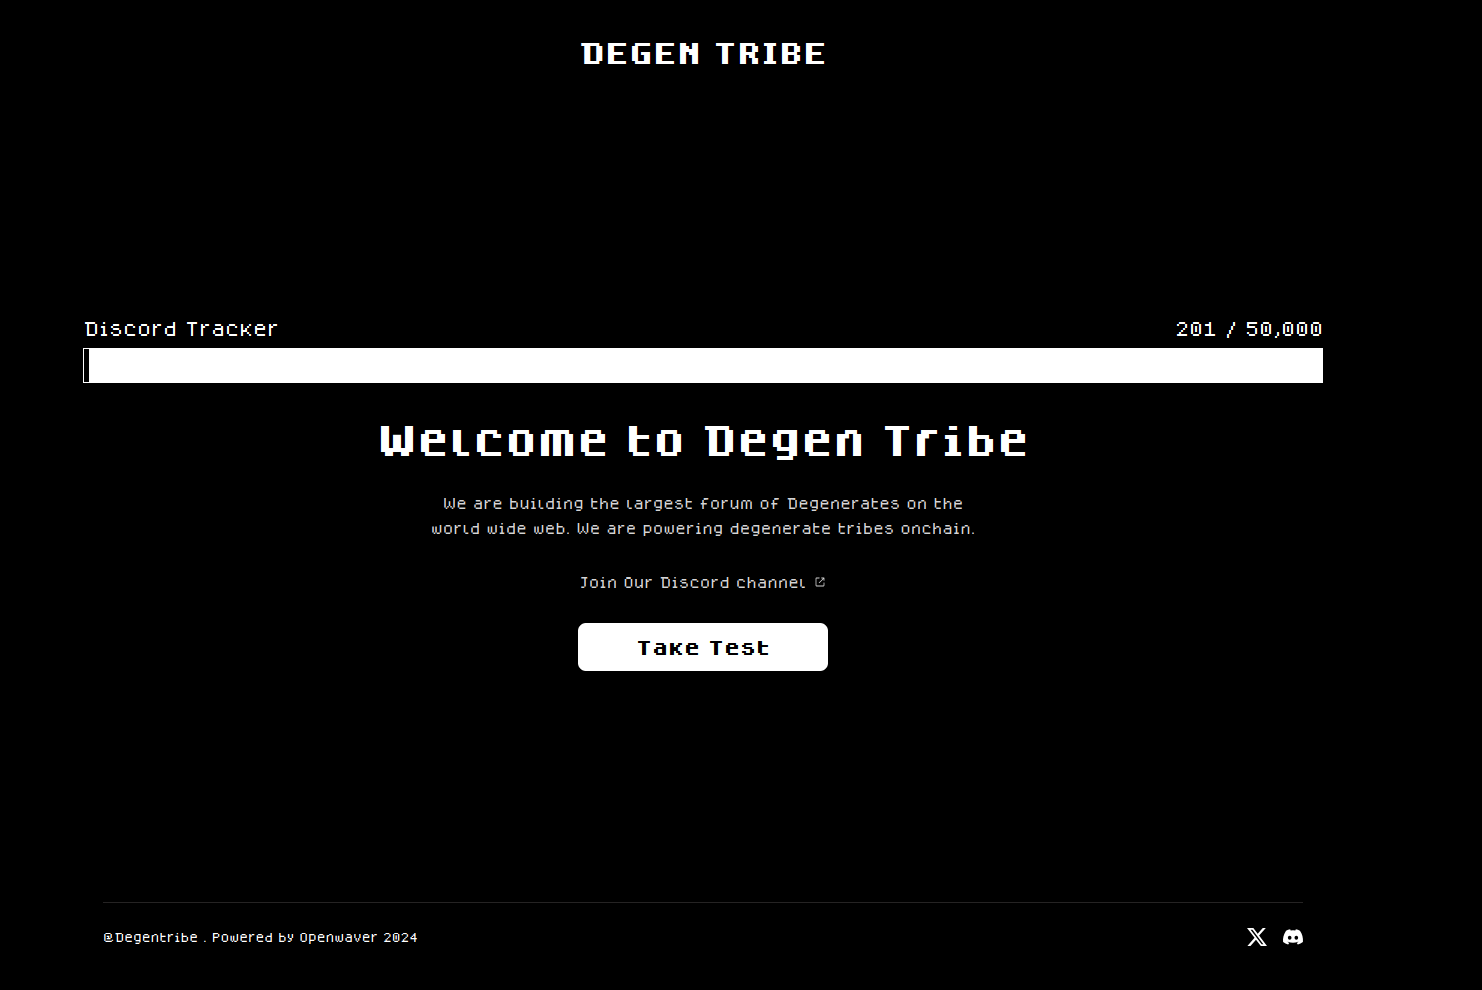 DEGEN TRIBE
Discord Tracker
201 / 50,000
Welcome to Degen Tribe
We are building the largest forum of Degenerates on the
world wide web. We are powering degenerate tribes onchain.
Join Our Discord channel
Take Test
@Degentribe . Powered by Openwaver 2024